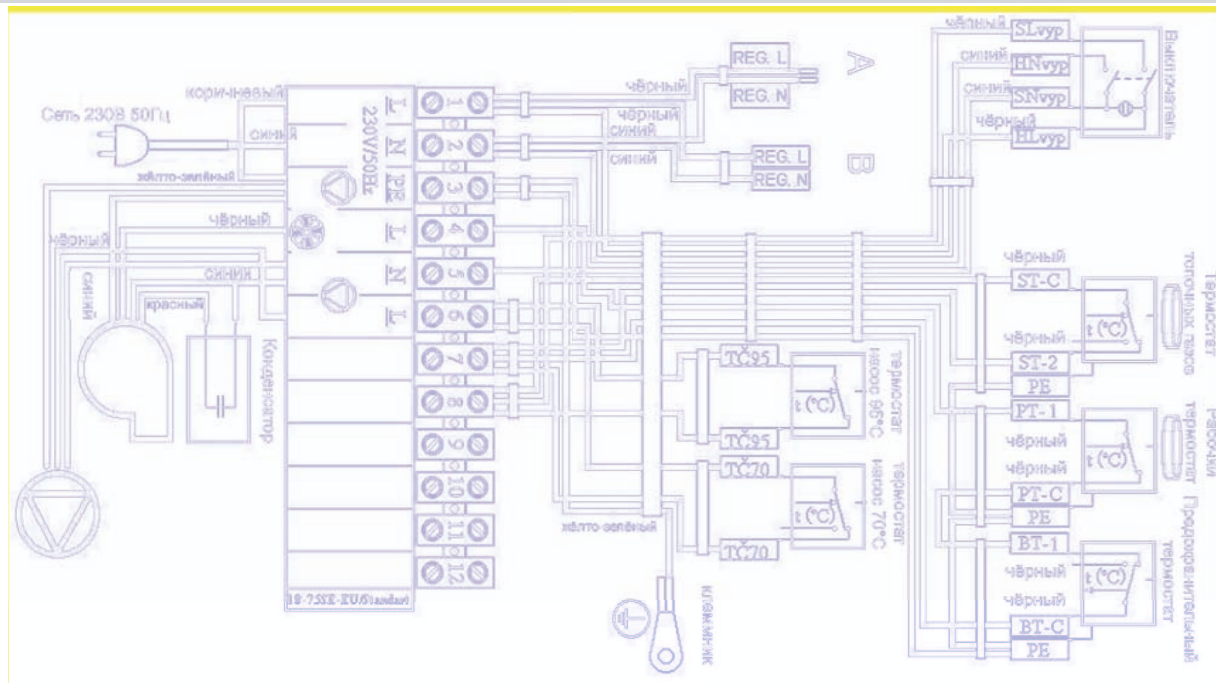 Сеть 230В 50Гц
коричневый
синий
жёлто-зелёный
чёрный
чёрный
синий
синий
красный
Конденсатор
230V/50Hz
L
N
PE
L
N
L
1
2
3
4
5
6
7
8
9
10
11
12
чёрный
REG. L
REG. N
A
чёрный
синий
синий
REG. L
REG. N
B
чёрный
SLvyp
синий
HNvyp
синий
SNvyp
чёрный
HLvyp
Выключатель
чёрный
ST-C
чёрный
ST-2
PE
(°C)
Термостат
топочных газов
PT-1
чёрный
чёрный
PT-C
PE
(°C)
Рабочий
термостат
BT-1
чёрный
чёрный
BT-C
PE
(°C)
Предохранительный
термостат
TČ95
TČ95
(°C)
термостат
насос 95°C
TČ70
TČ70
(°C)
термостат
насос 70°C
жёлто-зелёный
клеммник